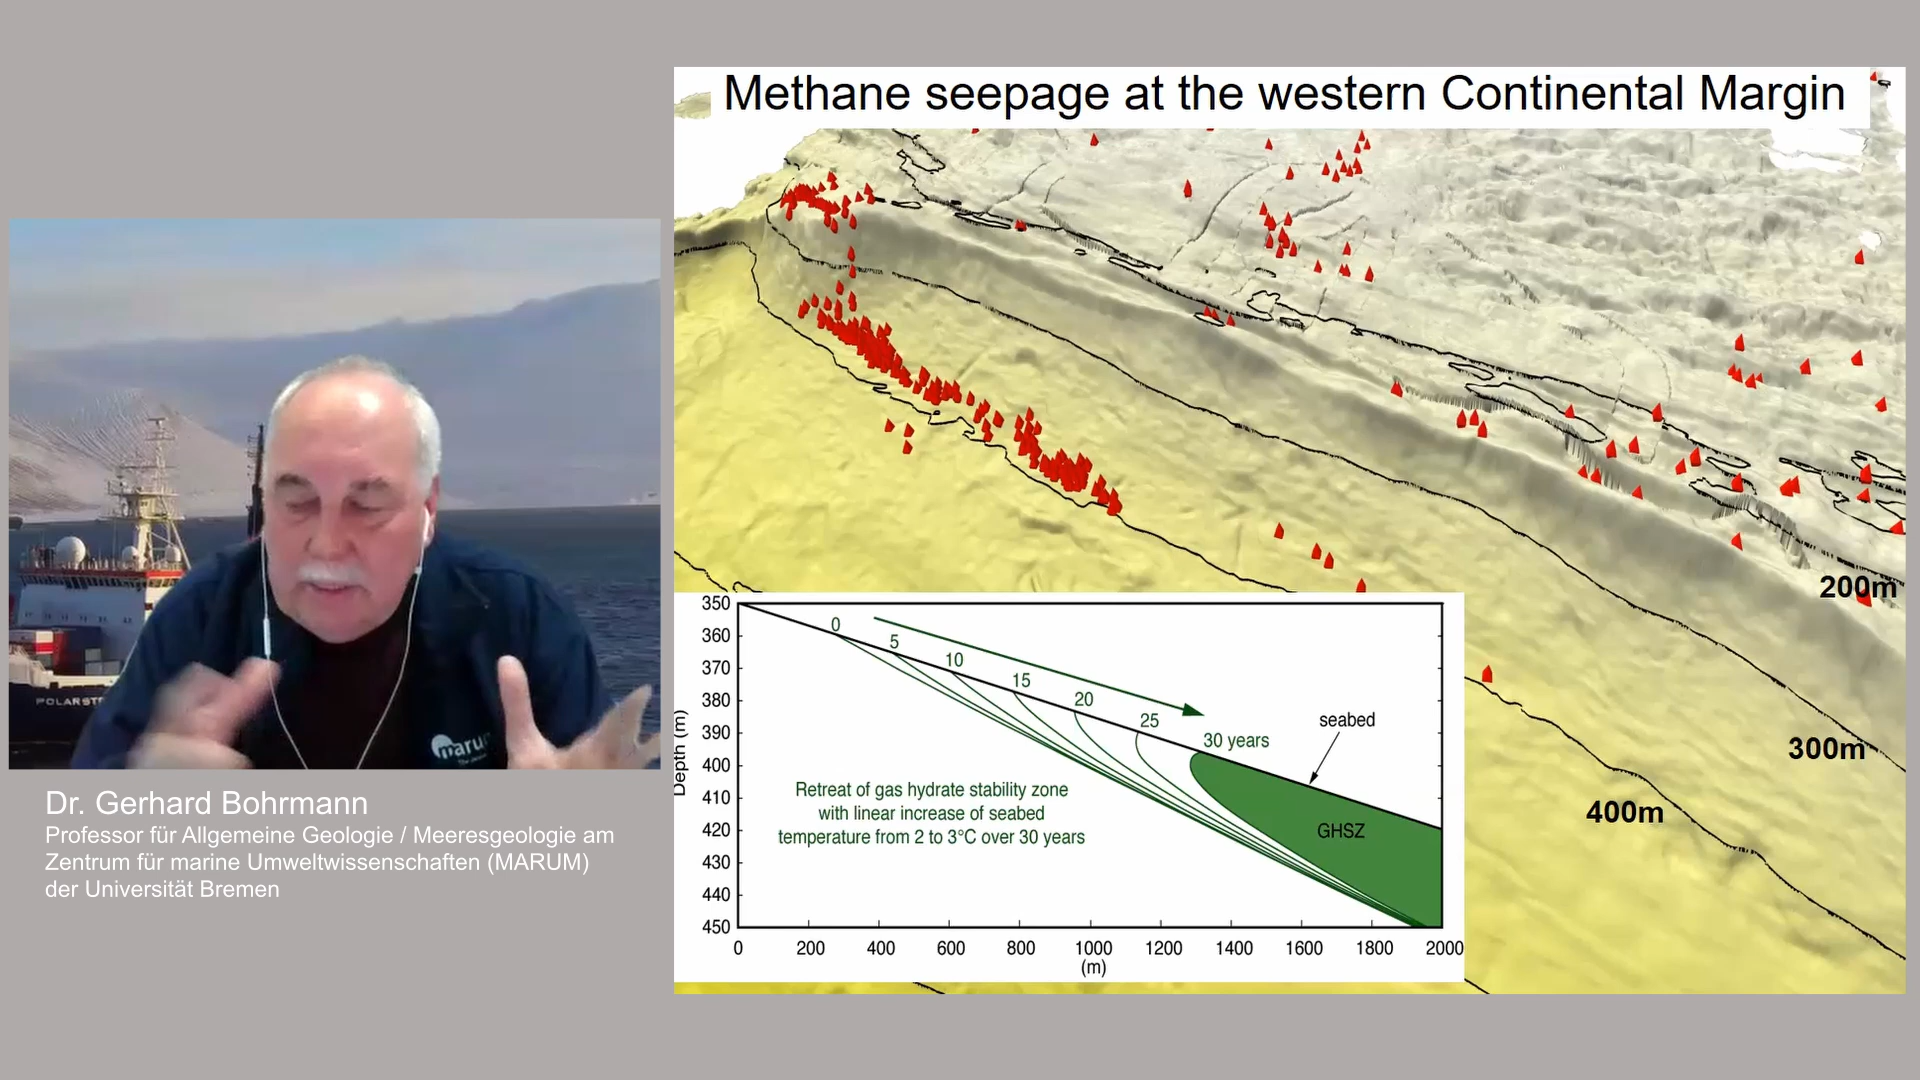 Methane seepage at the western Continental Margin
200m
300m
400m
350
360
370
380
390
400
410
420
430
440
450
Depth (m)
0
5
10
15
20
25
30 years
seabed
Retreat of gas hydrate stability zone
with linear increase of seabed
temperature from 2 to 3°C over 30 years
GHSZ
0
200
400
600
800
1000
1200
1400
1600
1800
2000
(m)
POLARST
maru
Dr. Gerhard Bohrmann
Professor für Allgemeine Geologie / Meeresgeologie am
Zentrum für marine Umweltwissenschaften (MARUM)
der Universität Bremen